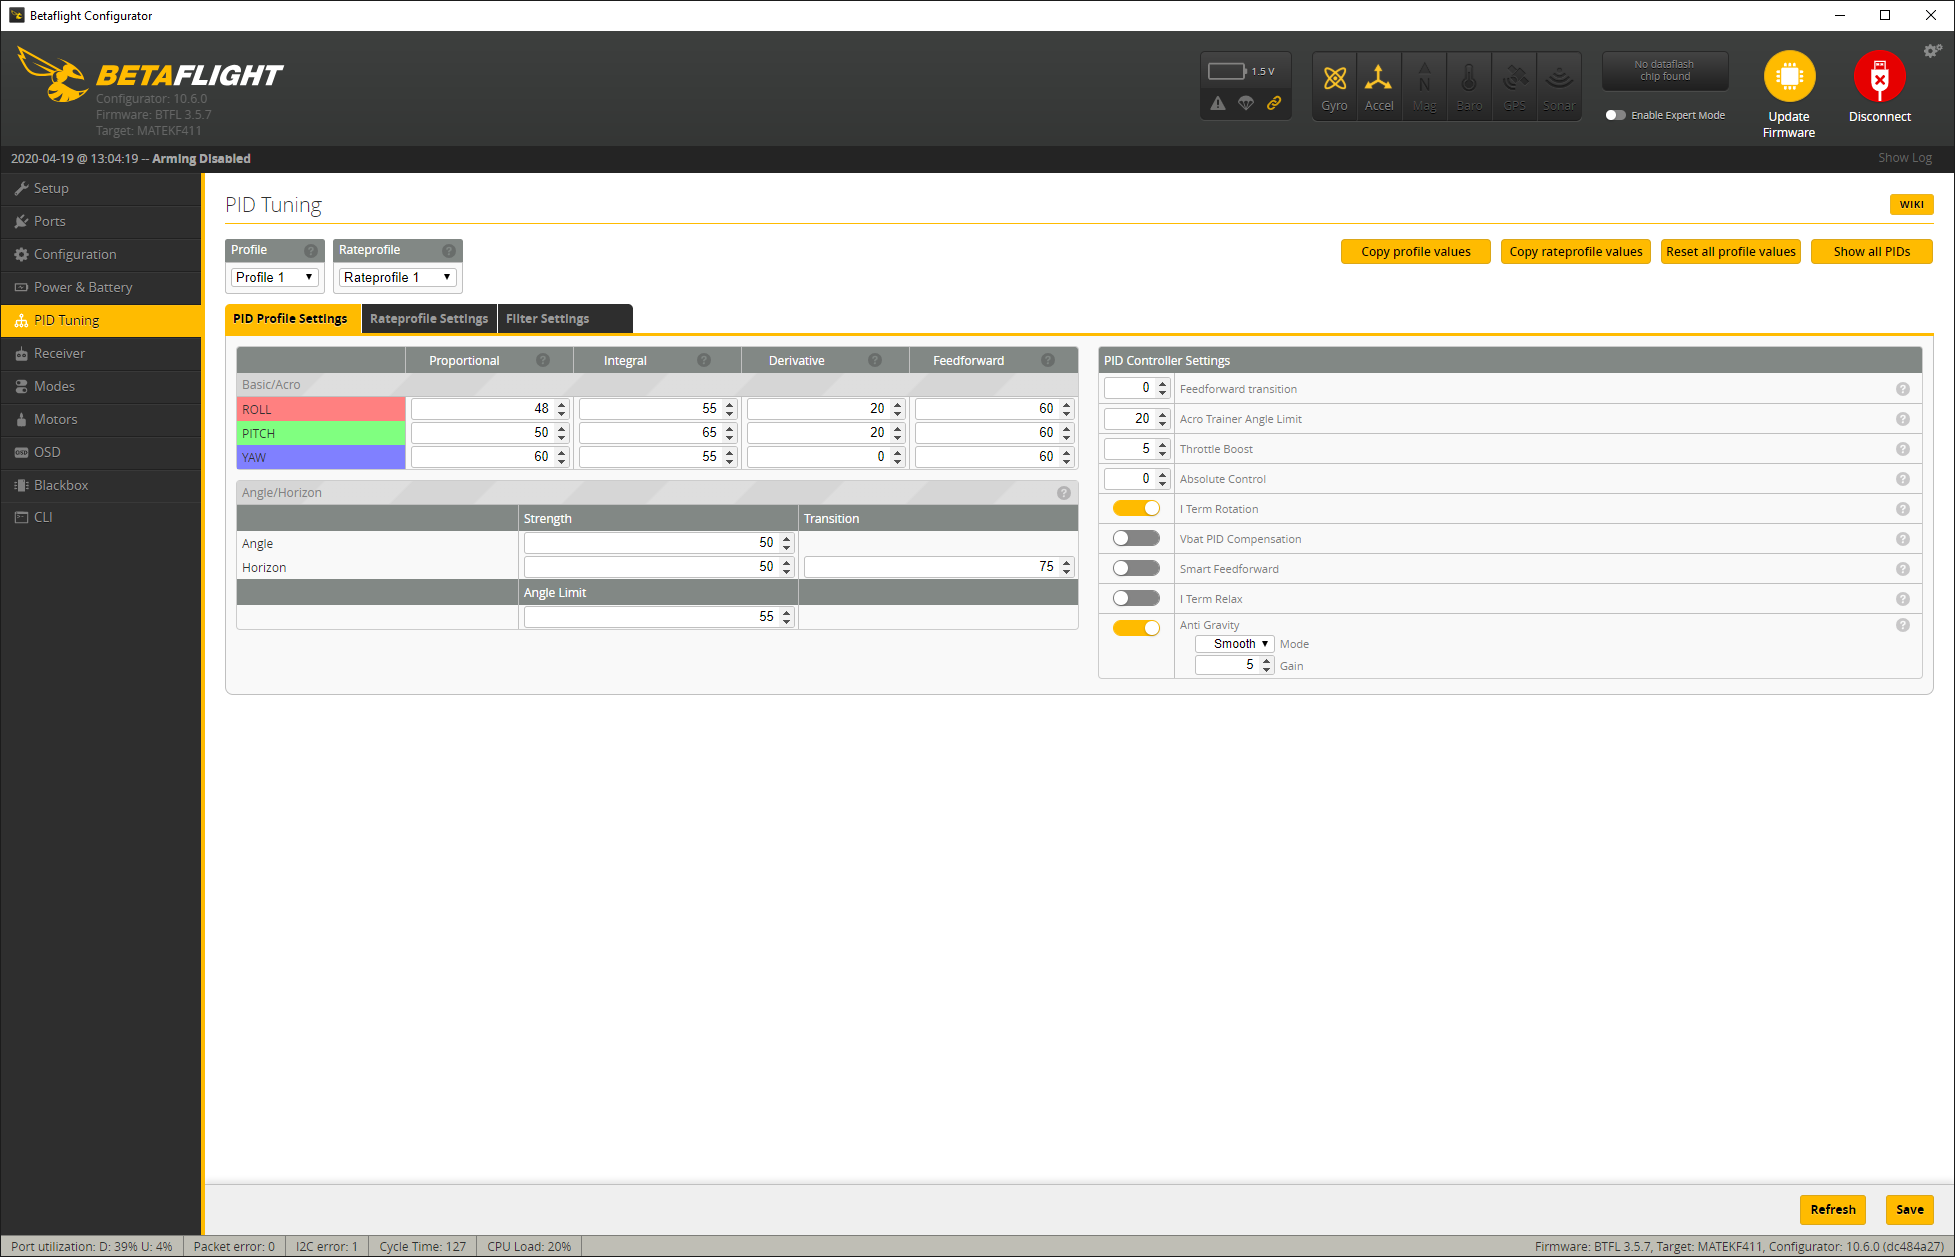 Betaflight Configurator
BETAFLIGHT
Configurator: 10.6.0
Firmware: BTFL 3.5.7
Target: MATEKF411
1.5 V
Gyro
Accel
Mag
Baro
GPS
Sonar
No dataflash
chip found
Enable Expert Mode
Update
Firmware
Disconnect
2020-04-19 @ 13:04:19 -- Arming Disabled
Show Log
Setup
Ports
Configuration
Power & Battery
PID Tuning
Receiver
Modes
Motors
OSD
Blackbox
CLI
PID Tuning
WIKI
Profile
Rateprofile
Profile 1
Rateprofile 1
Copy profile values
Copy rateprofile values
Reset all profile values
Show all PIDs
PID Profile Settings
Rateprofile Settings
Filter Settings
Proportional Integral Derivative Feedforward
Basic/Acro
ROLL 48 55 20 60
PITCH 50 65 20 60
YAW 60 55 0 60
Angle/Horizon
Strength Transition
Angle 50
Horizon 50 75
Angle Limit
55
PID Controller Settings
0 Feedforward transition
20 Acro Trainer Angle Limit
5 Throttle Boost
0 Absolute Control
I Term Rotation
Vbat PID Compensation
Smart Feedforward
I Term Relax
Anti Gravity
Smooth Mode
5 Gain
Refresh
Save
Port utilization: D: 39% U: 4%
Packet error: 0
I2C error: 1
Cycle Time: 127
CPU Load: 20%
Firmware: BTFL 3.5.7, Target: MATEKF411, Configurator: 10.6.0 (dc484a27)